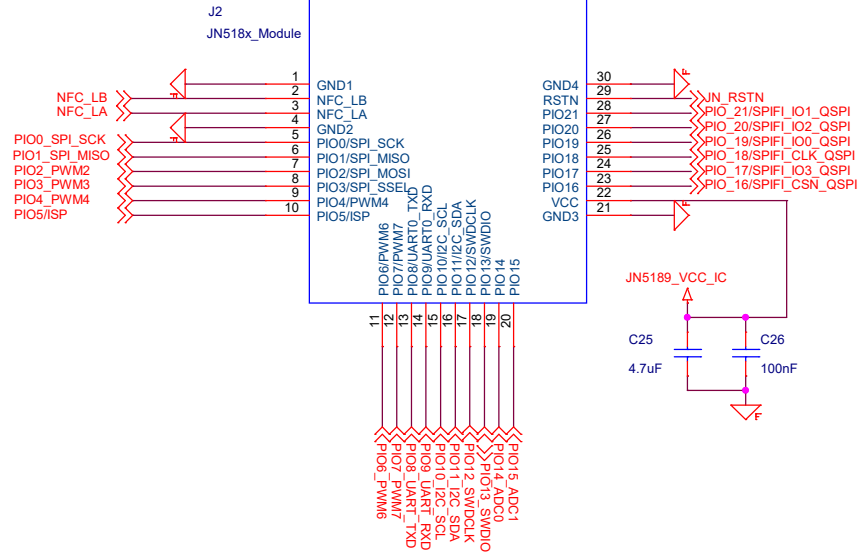 J2
JN518x_Module
1
GND1
NFC_LB
2
NFC_LB
NFC_LA
3
NFC_LA
4
GND2
PIO0_SPI_SCK
5
PIO0/SPI_SCK
PIO1_SPI_MISO
6
PIO1/SPI_MISO
PIO2_PWM2
7
PIO2/SPI_MOSI
PIO3_PWM3
8
PIO3/SPI_SSEL
PIO4_PWM4
9
PIO4/PWM4
PIO5/ISP
10
PIO5/ISP
GND4
30
RSTN
29
JN_RSTN
PIO21
28
PIO_21/SPIFI_IO1_QSPI
PIO20
27
PIO_20/SPIFI_IO2_QSPI
PIO19
26
PIO_19/SPIFI_IO0_QSPI
PIO18
25
PIO_18/SPIFI_CLK_QSPI
PIO17
24
PIO_17/SPIFI_IO3_QSPI
PIO16
23
PIO_16/SPIFI_CSN_QSPI
VCC
22
GND3
21
PIO6/PWM6
PIO7/PWM7
PIO8/UART0_TXD
PIO9/UART0_RXD
PIO10/I2C_SCL
PIO11/I2C_SDA
PIO12/SWDCLK
PIO13/SWDIO
PIO14
PIO15
11
12
13
14
15
16
17
18
19
20
PIO6_PWM6
PIO7_PWM7
PIO8_UART_TXD
PIO9_UART_RXD
PIO10_I2C_SCL
PIO11_I2C_SDA
PIO12_SWDCLK
PIO13_SWDIO
PIO14_ADC0
PIO15_ADC1
JN5189_VCC_IC
C25
4.7uF
C26
100nF
F
F
F
F
F